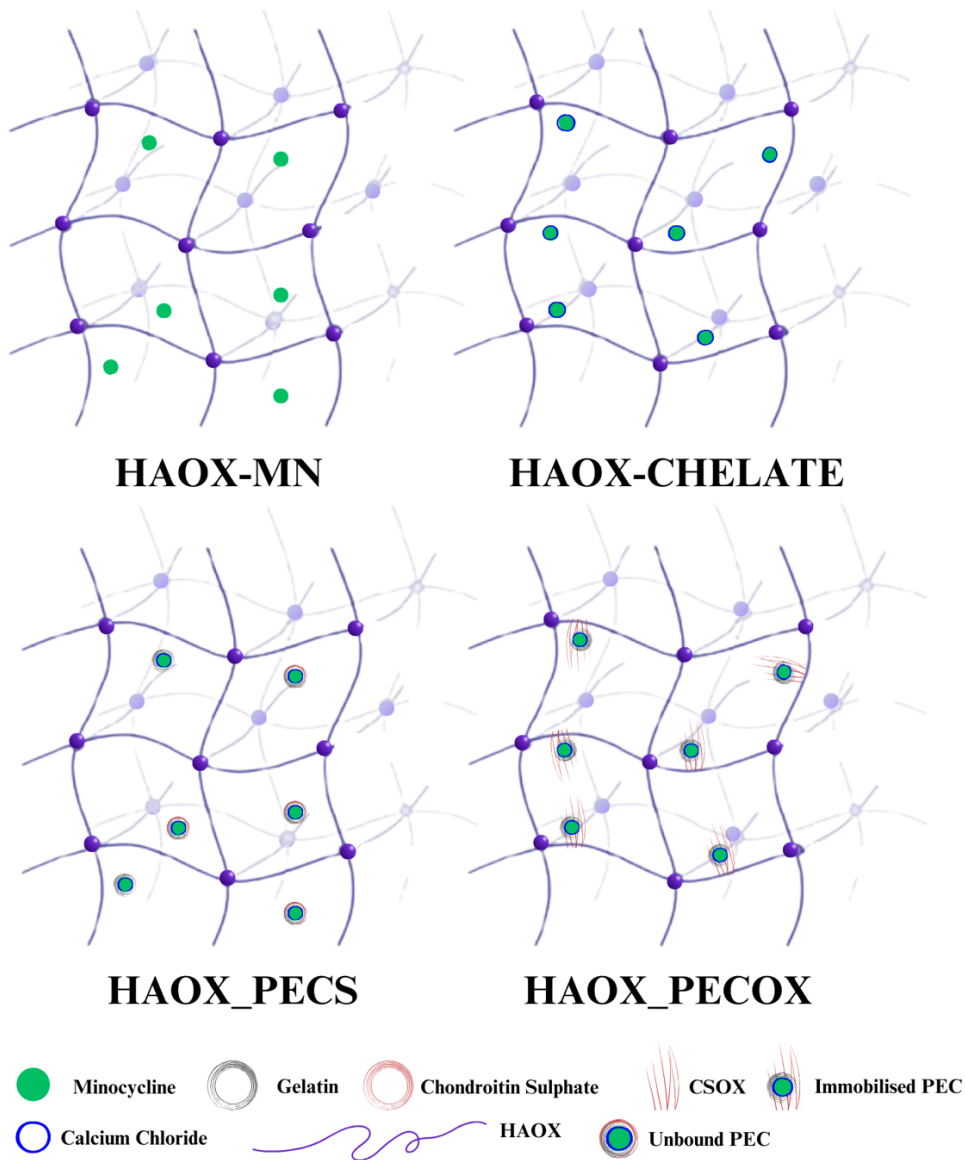 HAOX-MN HAOX-CHELATE
HAOX_PECS HAOX_PECOX
Minocycline Gelatin Chondroitin Sulphate CSOX Immobilised PEC
Calcium Chloride HAOX Unbound PEC